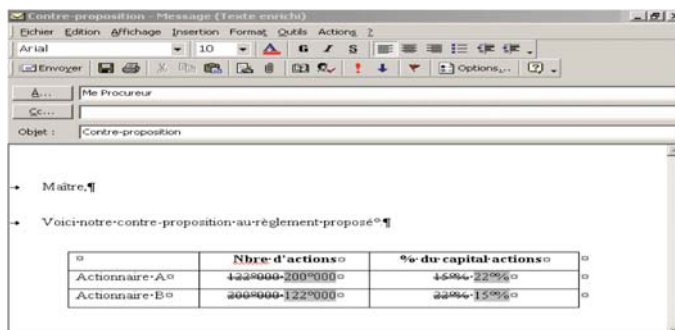 Contre-proposition - Message (Texte enrichi)
Fichier Edition Affichage Insertion Format Outils Actions ?
Arial 10 G I S
Envoyer Options...
À... Me Procureur
Cc...
Objet : Contre-proposition
Maître,¶
Voici·notre·contre-proposition·au·règlement·proposé°:¶
Nbre·d'actions¤ %·du·capital-actions¤
Actionnaire·A¤ 122°000·200°000¤ 15°%·22°%¤
Actionnaire·B¤ 200°000·122°000¤ 22°%·15°%¤